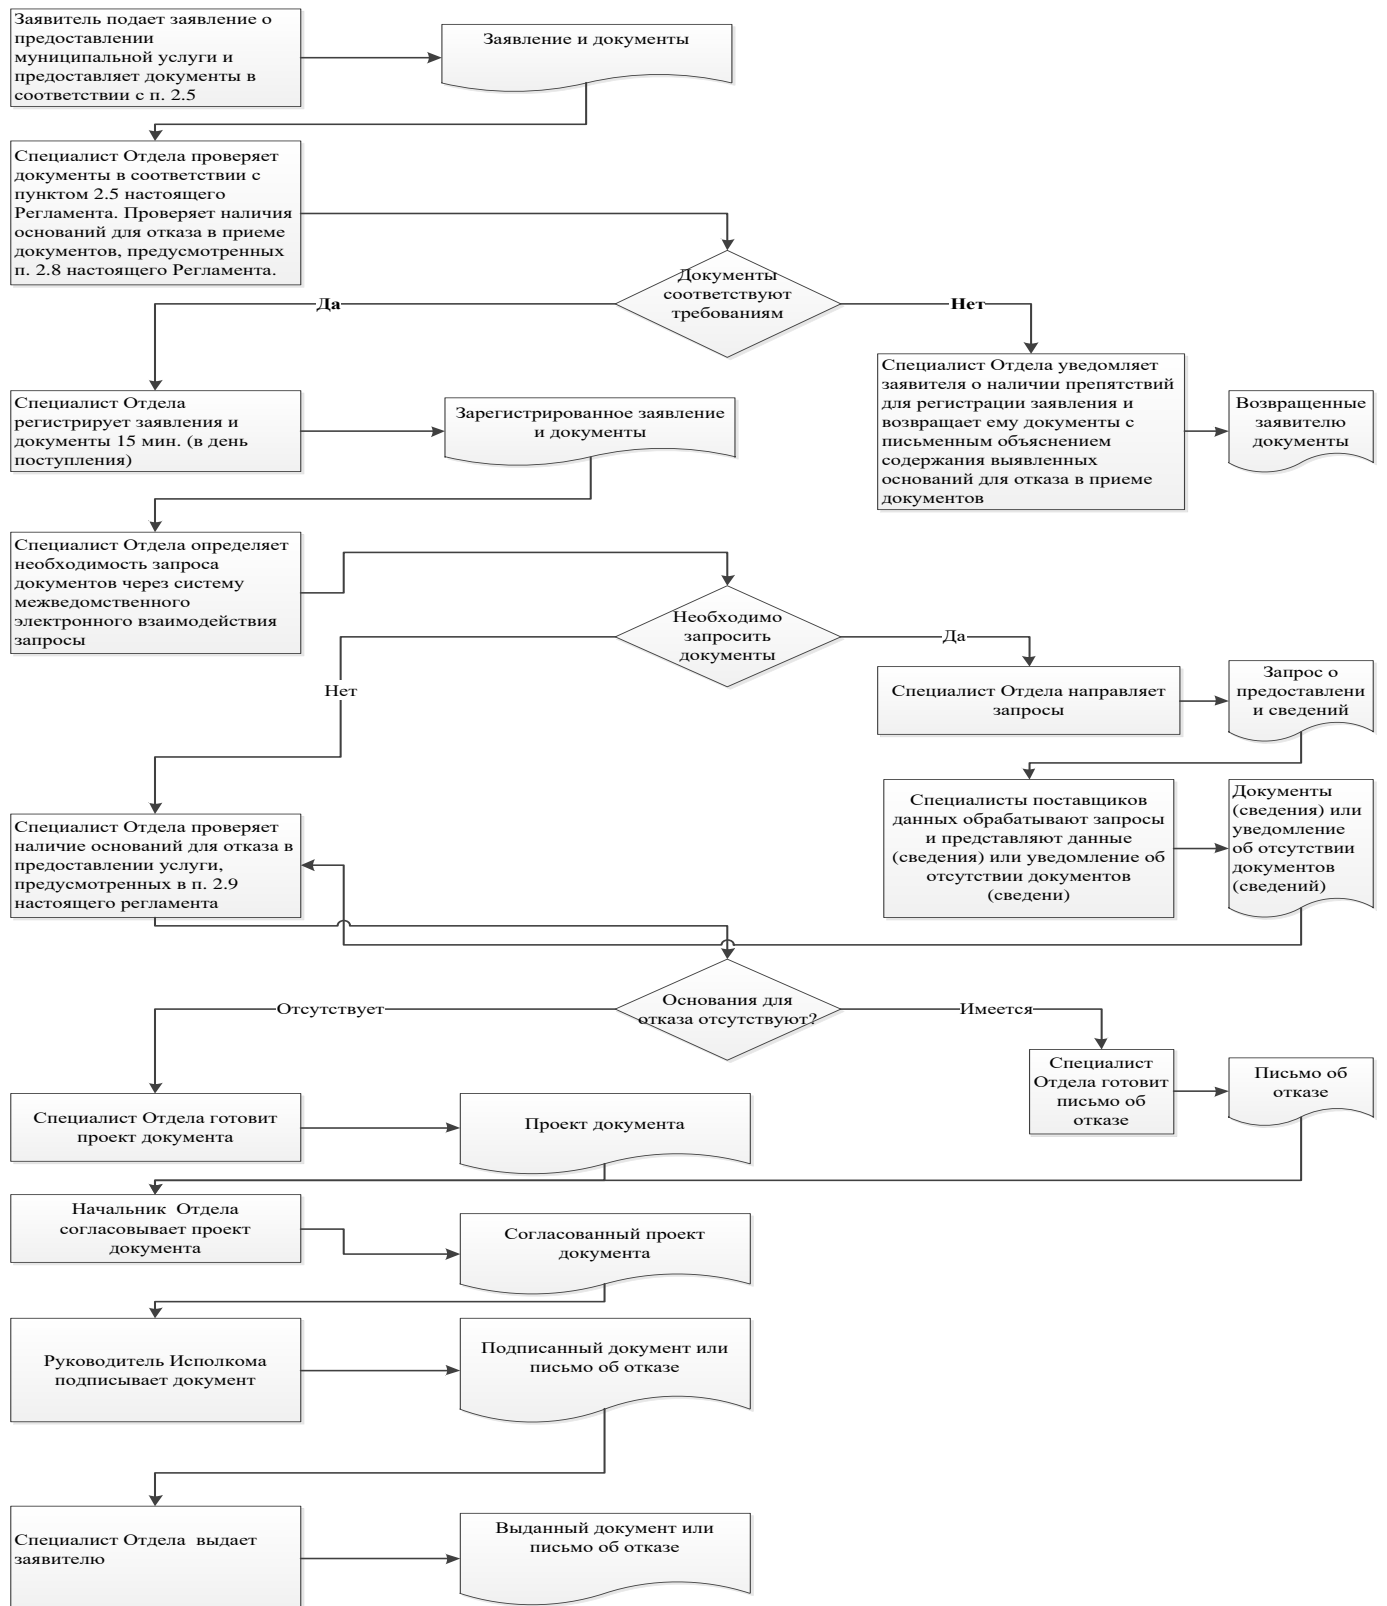 Заявитель подает заявление о
предоставлении
муниципальной услуги и
предоставляет документы в
соответствии с п. 2.5
Заявление и документы
Специалист Отдела проверяет
документы в соответствии с
пунктом 2.5 настоящего
Регламента. Проверяет наличия
оснований для отказа в приеме
документов, предусмотренных
п. 2.8 настоящего Регламента.
Документы
соответствуют
требованиям
Да
Нет
Специалист Отдела
регистрирует заявления и
документы 15 мин. (в день
поступления)
Зарегистрированное заявление
и документы
Специалист Отдела уведомляет
заявителя о наличии препятствий
для регистрации заявления и
возвращает ему документы с
письменным объяснением
содержания выявленных
оснований для отказа в приеме
документов
Возвращенные
заявителю
документы
Специалист Отдела определяет
необходимость запроса
документов через систему
межведомственного
электронного взаимодействия
запросы
Необходимо
запросить
документы
Да
Нет
Специалист Отдела направляет
запросы
Запрос о
предоставлени
и сведений
Специалисты поставщиков
данных обрабатывают запросы
и представляют данные
(сведения) или уведомление об
отсутствии документов
(сведени)
Документы
(сведения) или
уведомление
об отсутствии
документов
(сведений)
Специалист Отдела проверяет
наличие оснований для отказа в
предоставлении услуги,
предусмотренных в п. 2.9
настоящего регламента
Основания для
отказа отсутствуют?
Отсутствует
Имеется
Специалист
Отдела готовит
письмо об
отказе
Письмо об
отказе
Специалист Отдела готовит
проект документа
Проект документа
Начальник  Отдела
согласовывает проект
документа
Согласованный проект
документа
Руководитель Исполкома
подписывает документ
Подписанный документ или
письмо об отказе
Специалист Отдела  выдает
заявителю
Выданный документ или
письмо об отказе